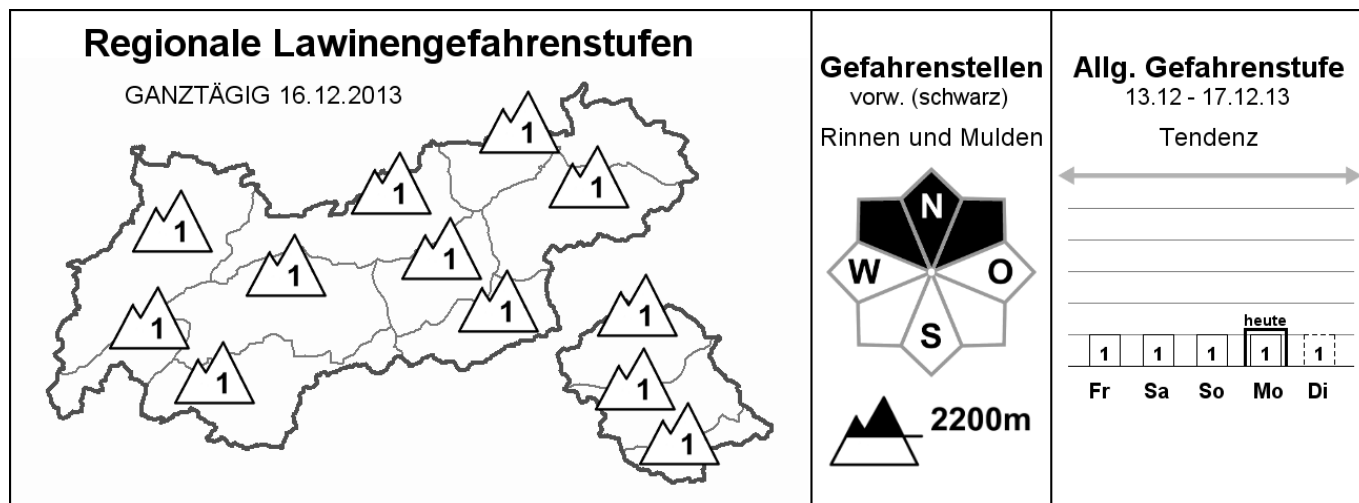 Regionale Lawinengefahrenstufen
GANZTÄGIG 16.12.2013
1
1
1
1
1
1
1
1
1
1
1
1
Gefahrenstellen
vorw. (schwarz)
Rinnen und Mulden
N
W
O
S
2200m
Allg. Gefahrenstufe
13.12 - 17.12.13
Tendenz
heute
1 1 1 1 1
Fr Sa So Mo Di